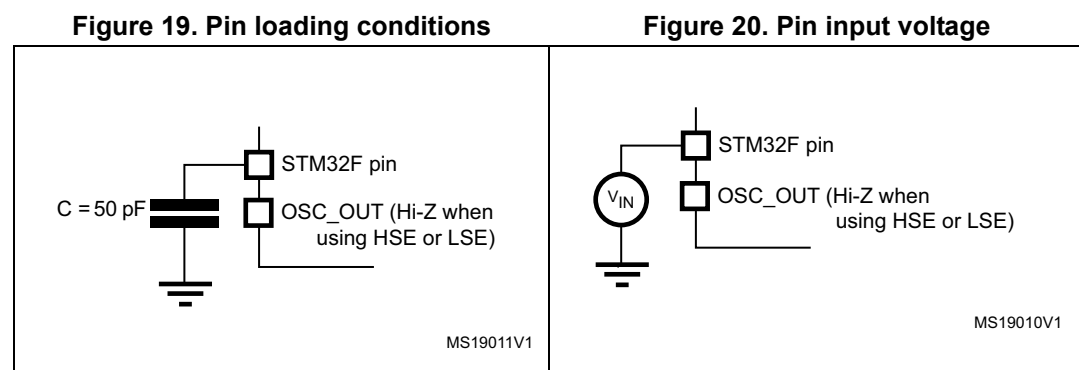 Figure 19. Pin loading conditions
STM32F pin
C = 50 pF
OSC_OUT (Hi-Z when
using HSE or LSE)
MS19011V1
Figure 20. Pin input voltage
STM32F pin
VIN
OSC_OUT (Hi-Z when
using HSE or LSE)
MS19010V1